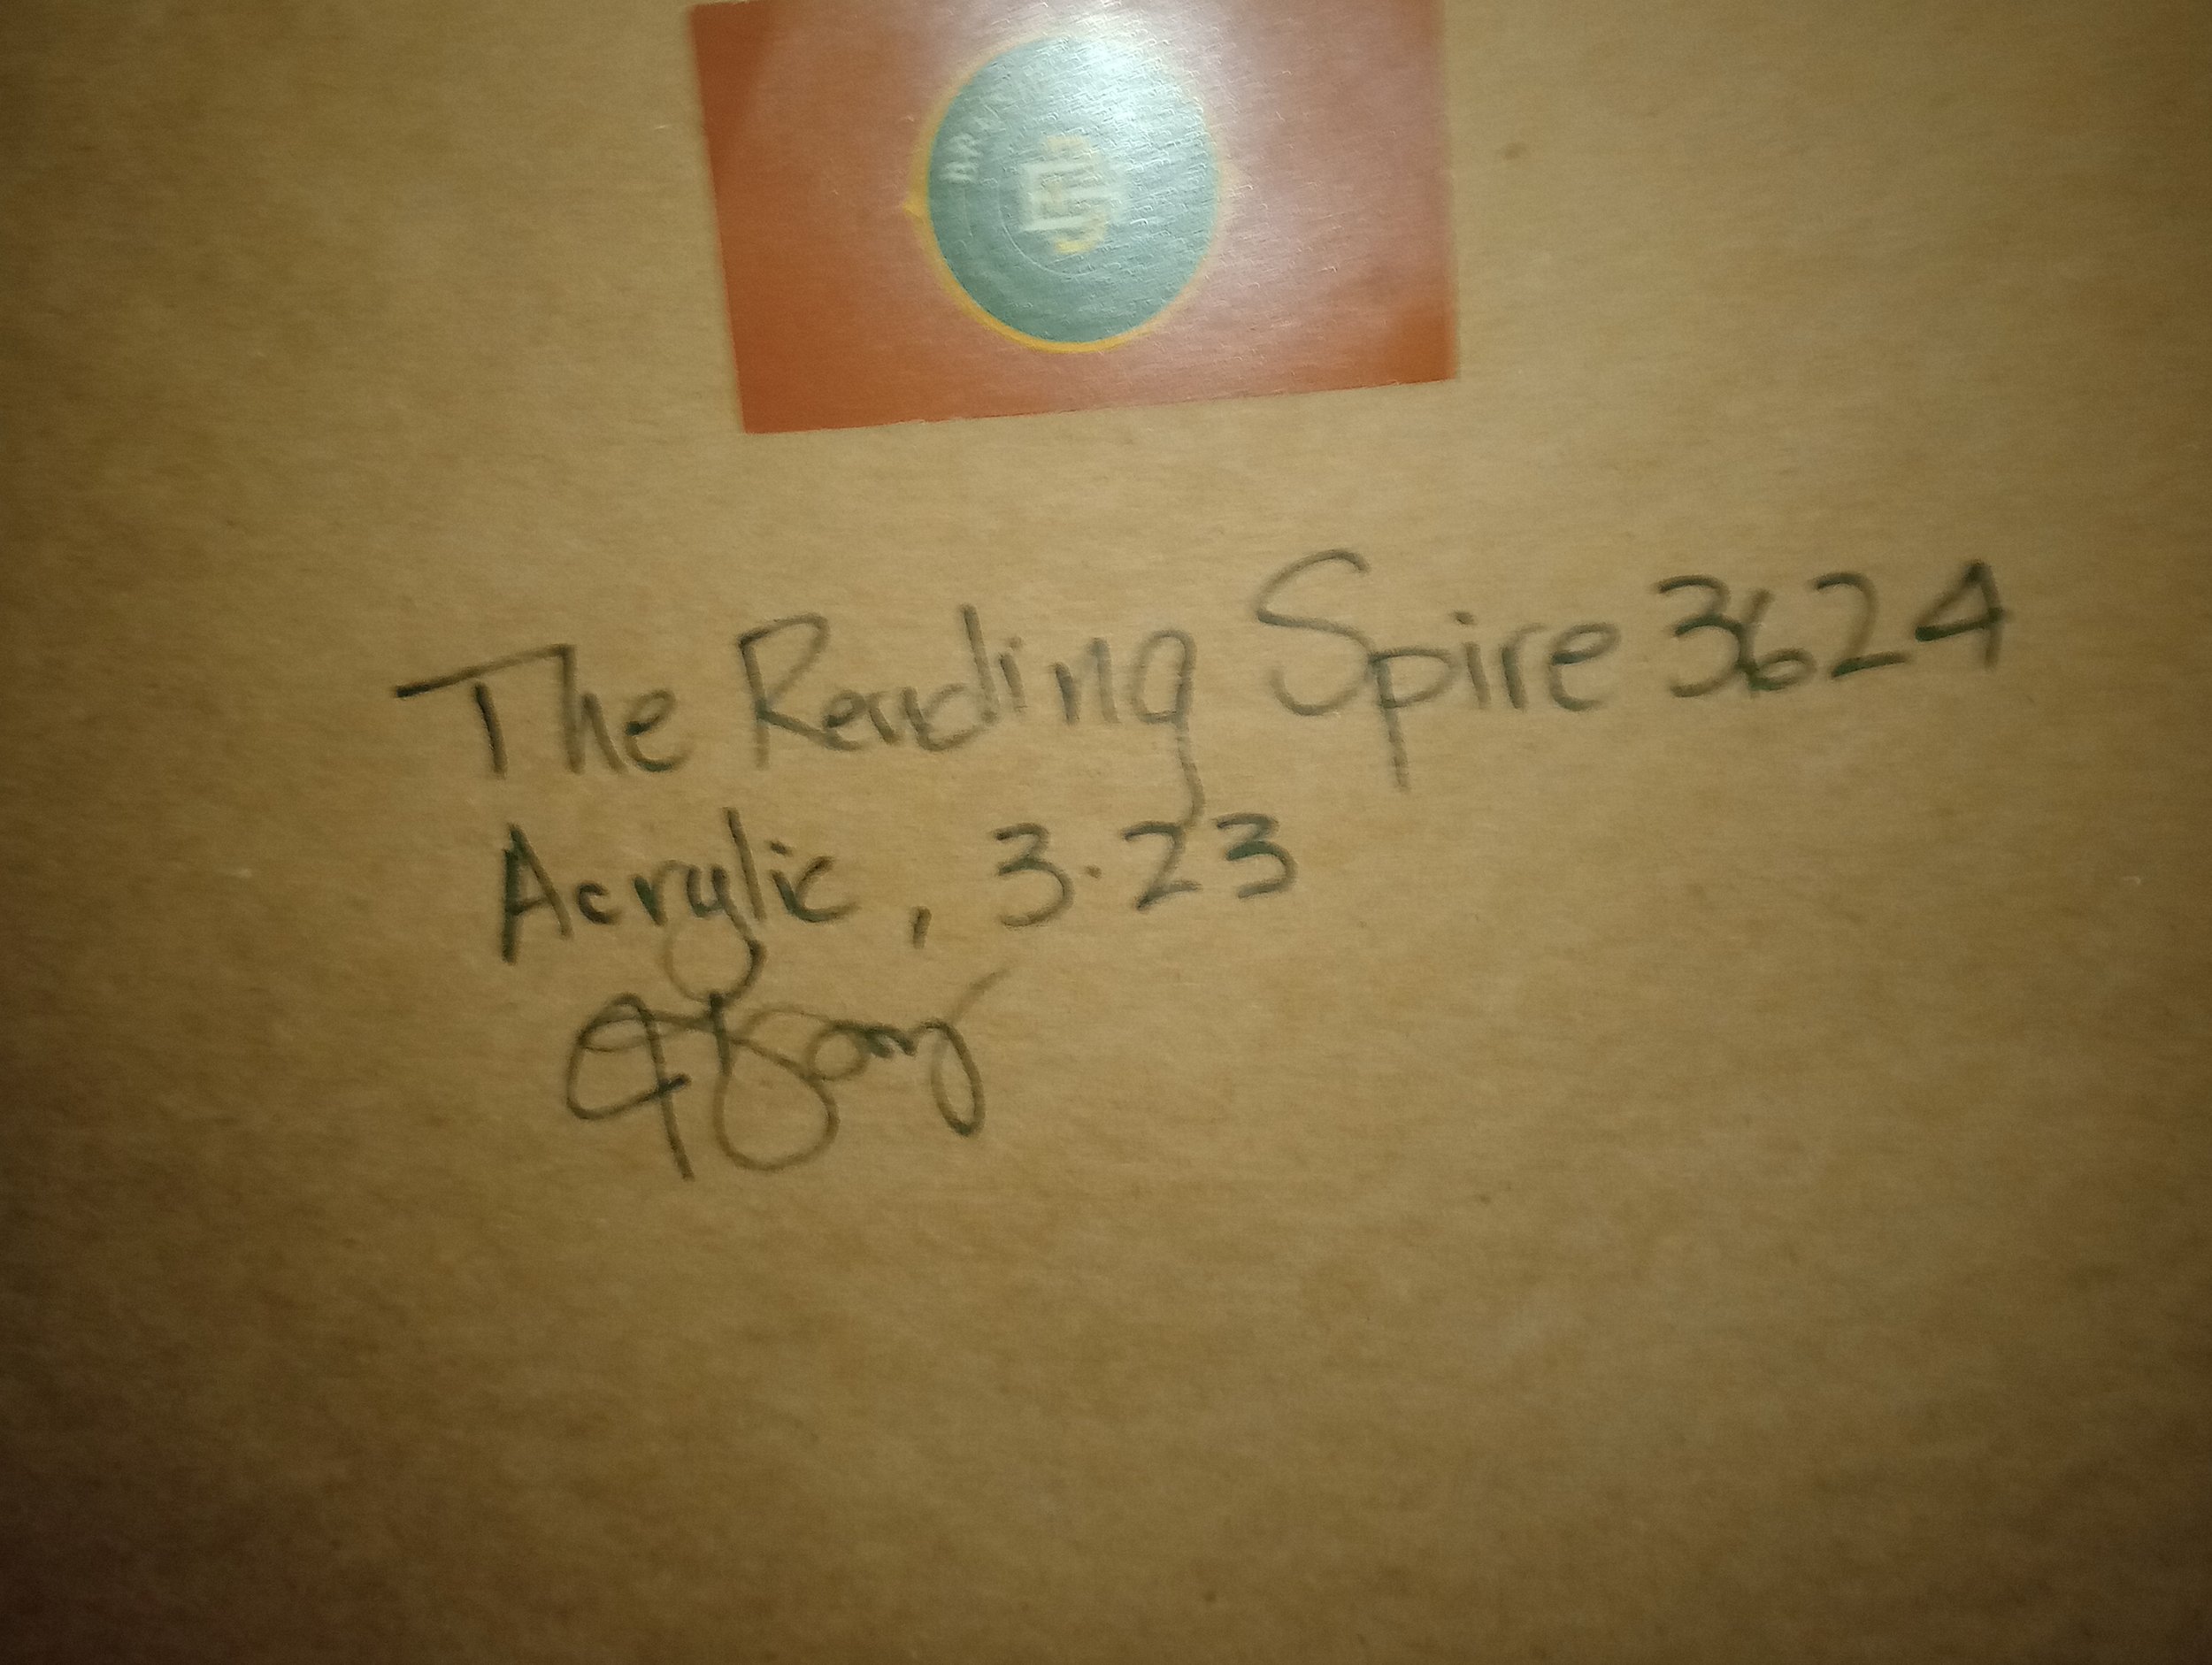 The Reading Spire 3624
Acrylic, 3.23